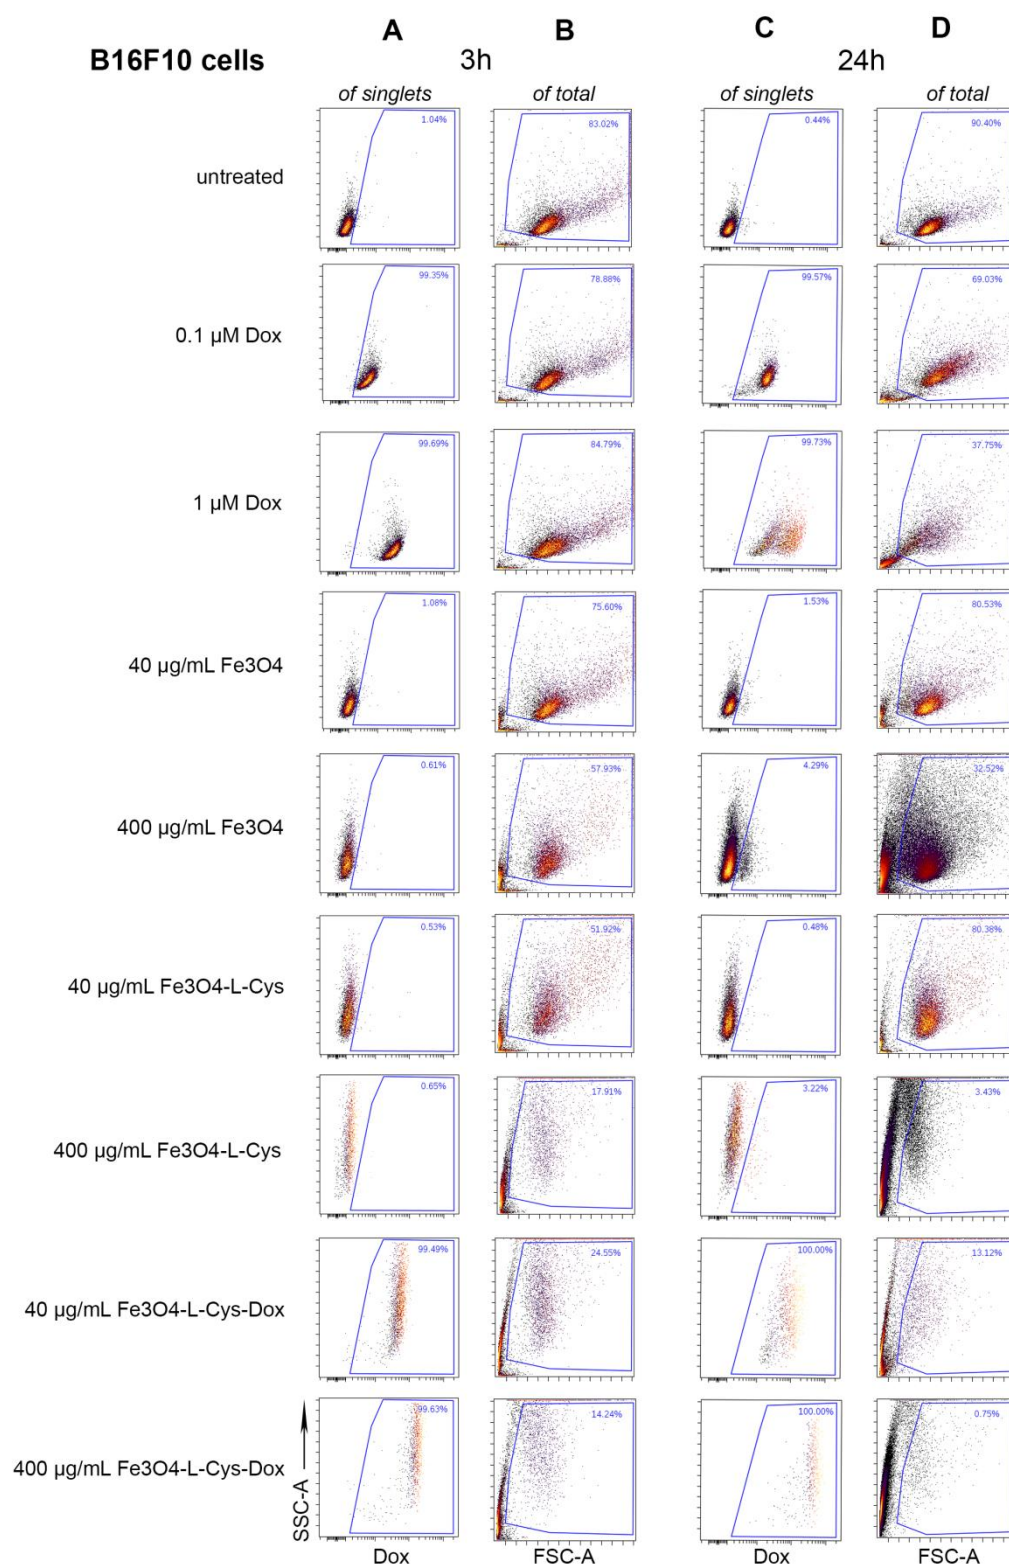 A B C D
B16F10 cells 3h 24h
of singlets of total of singlets of total
untreated 1.04% 83.02% 0.44% 90.40%
0.1 µM Dox 99.35% 78.88% 99.57% 69.03%
1 µM Dox 99.69% 84.79% 99.73% 37.75%
40 µg/mL Fe3O4 1.08% 75.60% 1.53% 80.53%
400 µg/mL Fe3O4 0.61% 57.93% 4.29% 32.52%
40 µg/mL Fe3O4-L-Cys 0.53% 51.92% 0.48% 80.38%
400 µg/mL Fe3O4-L-Cys 0.65% 17.91% 3.22% 3.43%
40 µg/mL Fe3O4-L-Cys-Dox 99.49% 24.55% 100.00% 13.12%
400 µg/mL Fe3O4-L-Cys-Dox 99.63% 14.24% 100.00% 0.75%
SSC-A
Dox FSC-A Dox FSC-A